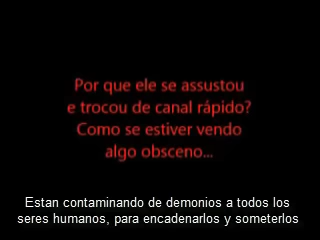 Por que ele se assustou
e trocou de canal rápido?
Como se estiver vendo
algo obsceno...
Estan contaminando de demonios a todos los
seres humanos, para encadenarlos y someterlos